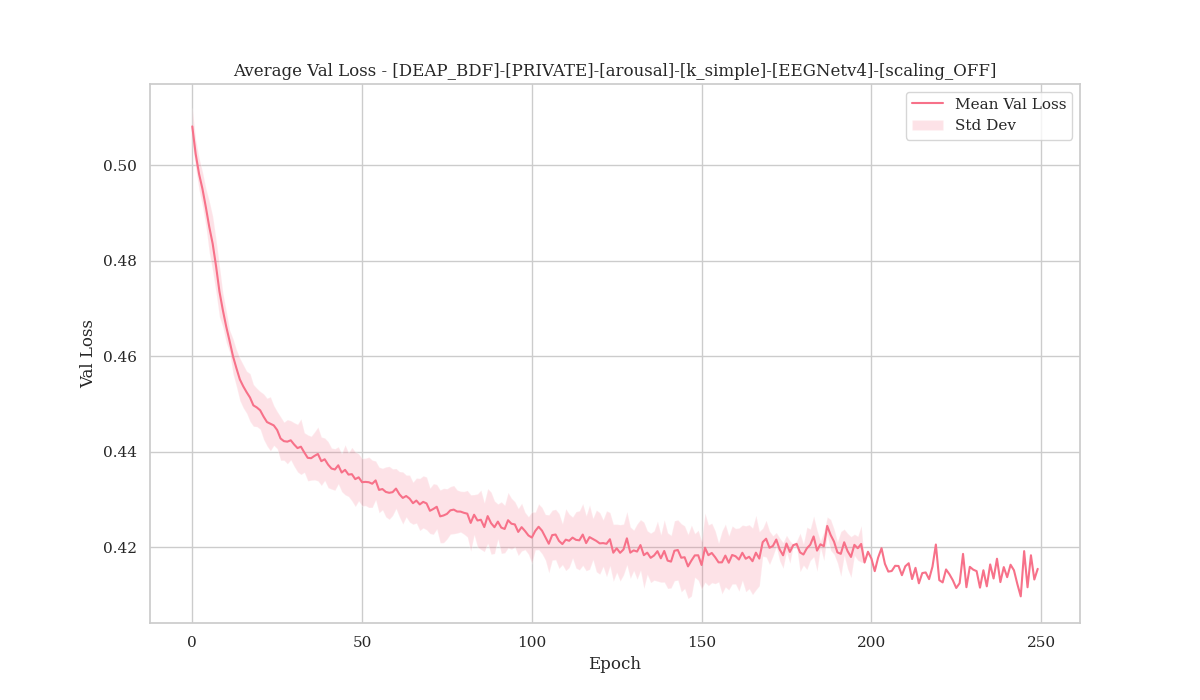 Average Val Loss - [DEAP_BDF]-[PRIVATE]-[arousal]-[k_simple]-[EEGNetv4]-[scaling_OFF]
Mean Val Loss
Std Dev
0.50
0.48
0.46
0.44
0.42
Val Loss
0 50 100 150 200 250
Epoch